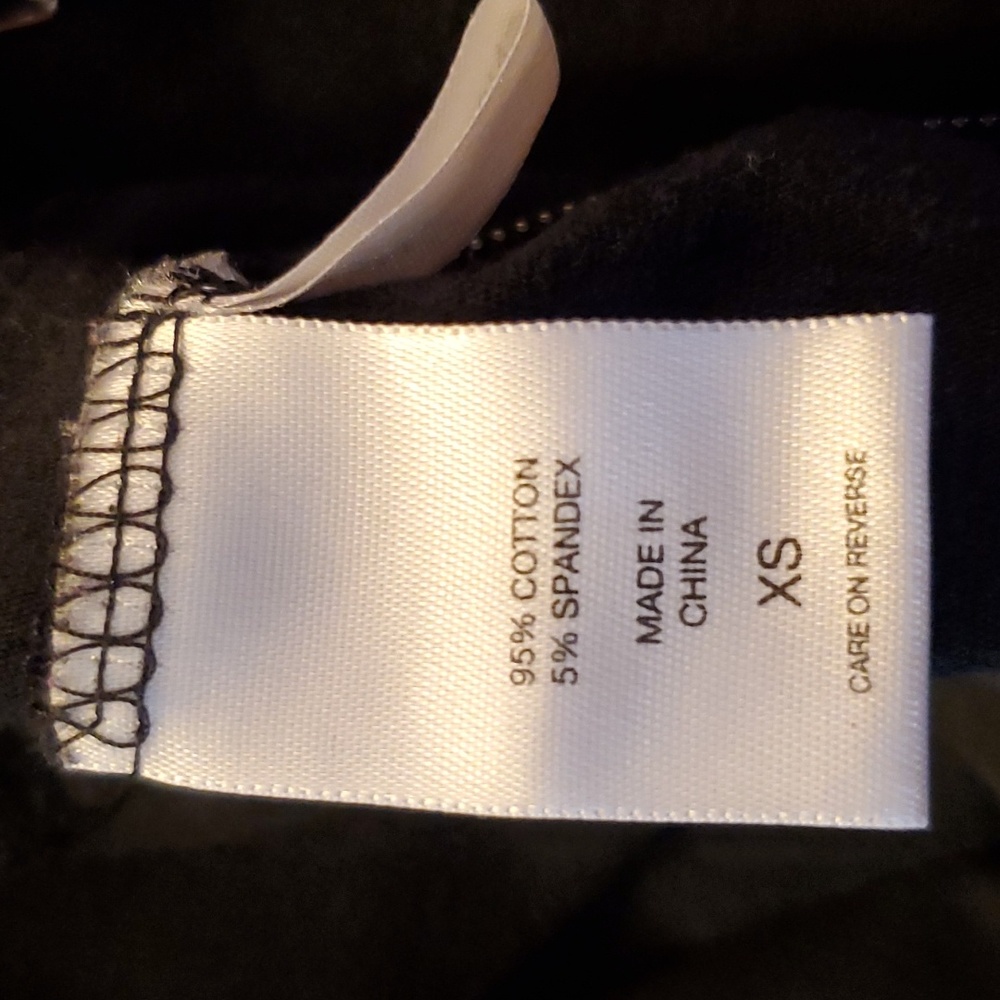 95% COTTON
5% SPANDEX
MADE IN
CHINA
XS
CARE ON REVERSE